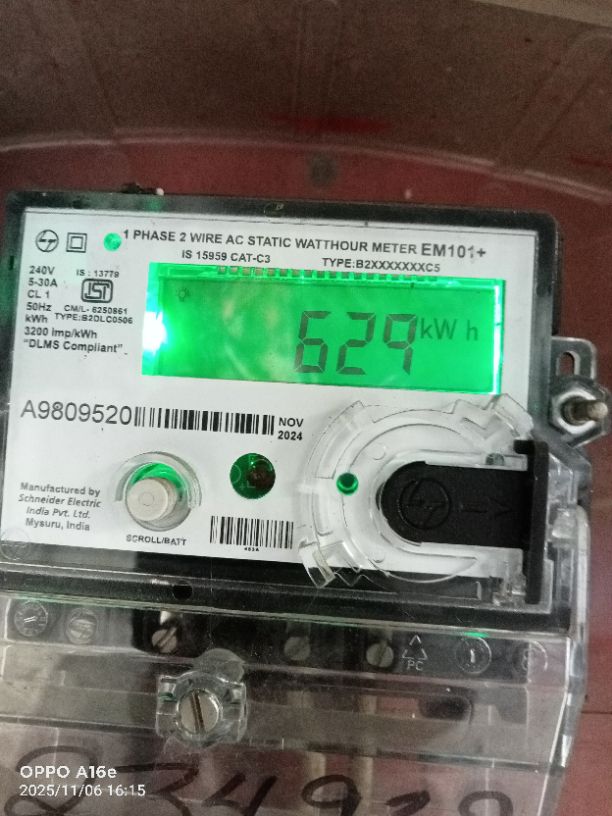 1 PHASE 2 WIRE AC STATIC WATTHOUR METER EM101+
IS 15959 CAT-C3 TYPE:B2XXXXXXXC5
240V IS : 13779
5-30A
CL 1
50Hz CM/L- 6250861
kWh TYPE:B2DLC0506
3200 imp/kWh
"DLMS Compliant"
ISI
629 kW h
A9809520
NOV
2024
Manufactured by
Schneider Electric
India Pvt. Ltd.
Mysuru, India
SCROLL/BATT
PC
OPPO A16e
2025/11/06 16:15